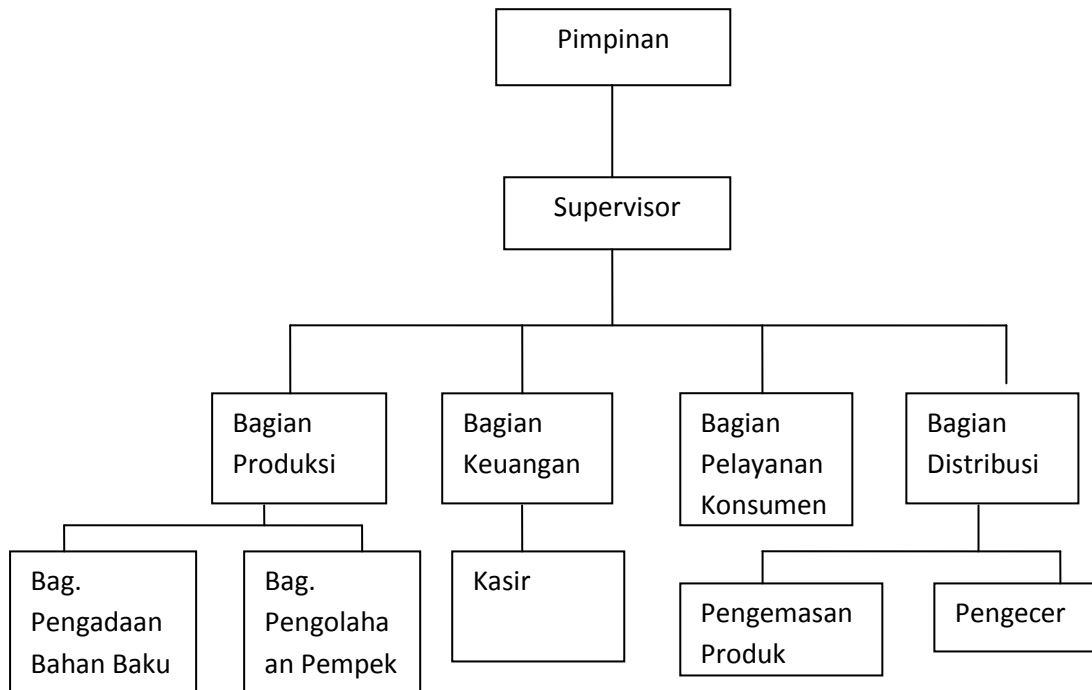 Pimpinan
Supervisor
Bagian
Produksi
Bagian
Keuangan
Bagian
Pelayanan
Konsumen
Bagian
Distribusi
Bag.
Pengadaan
Bahan Baku
Bag.
Pengolaha
an Pempek
Kasir
Pengemasan
Produk
Pengecer